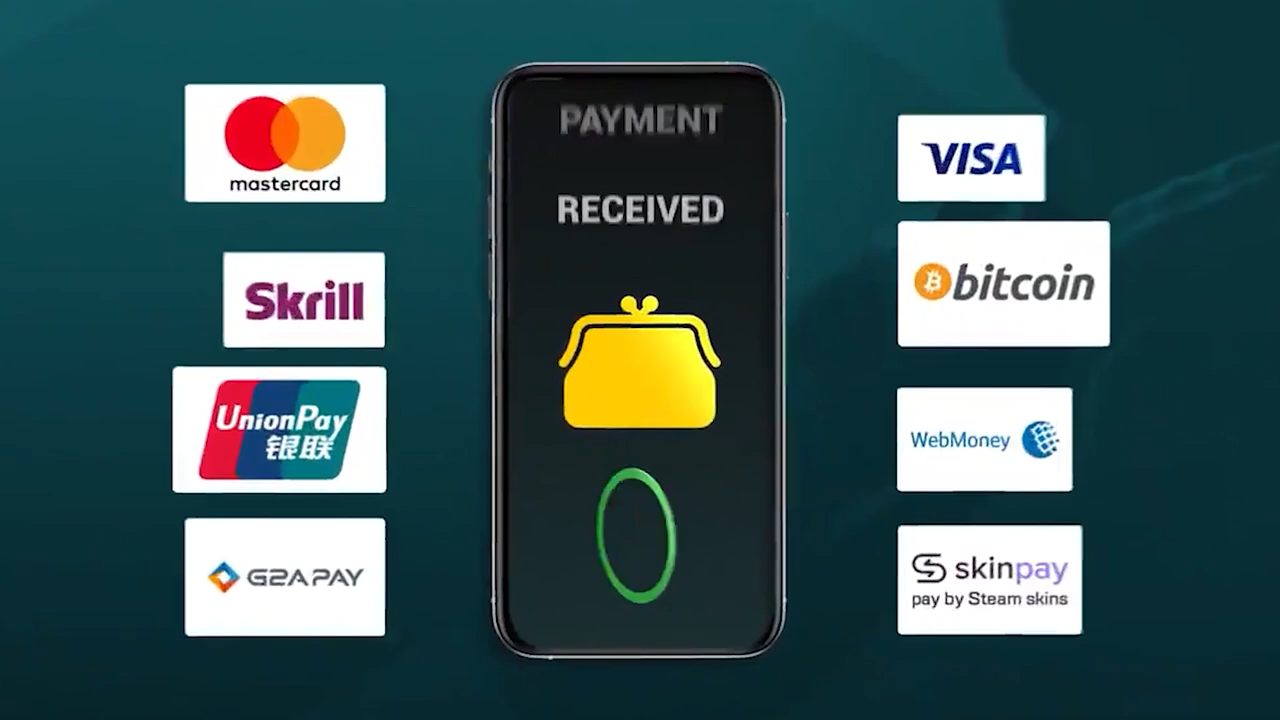 mastercard
Skrill
UnionPay
银联
G2A PAY
PAYMENT
RECEIVED
VISA
bitcoin
WebMoney
skinpay
pay by Steam skins